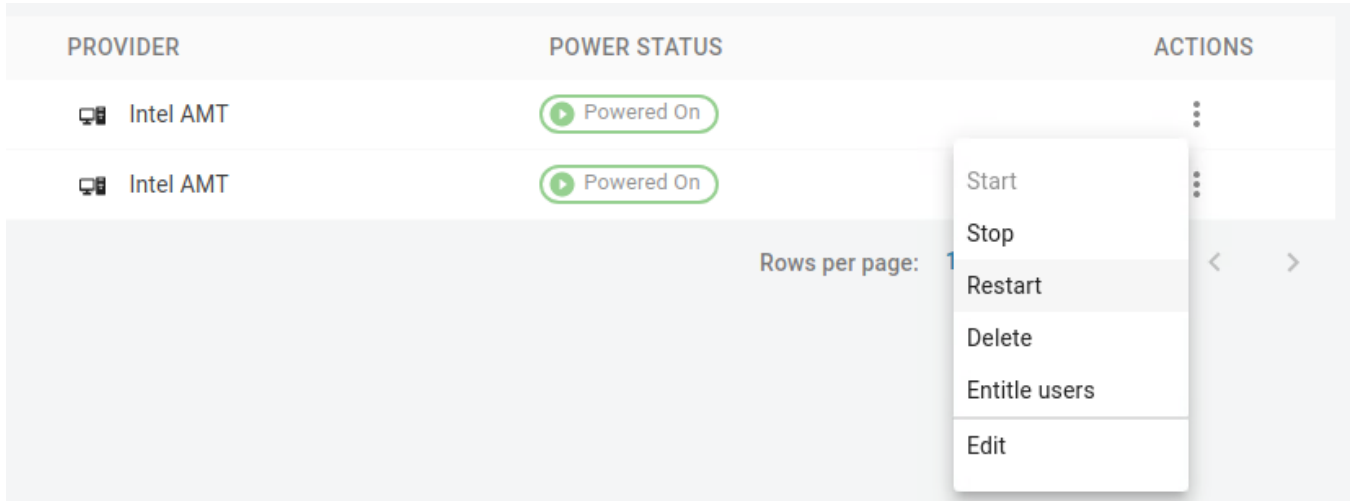 PROVIDER POWER STATUS ACTIONS
Intel AMT Powered On
Intel AMT Powered On
Start
Stop
Rows per page: 1
Restart
Delete
Entitle users
Edit